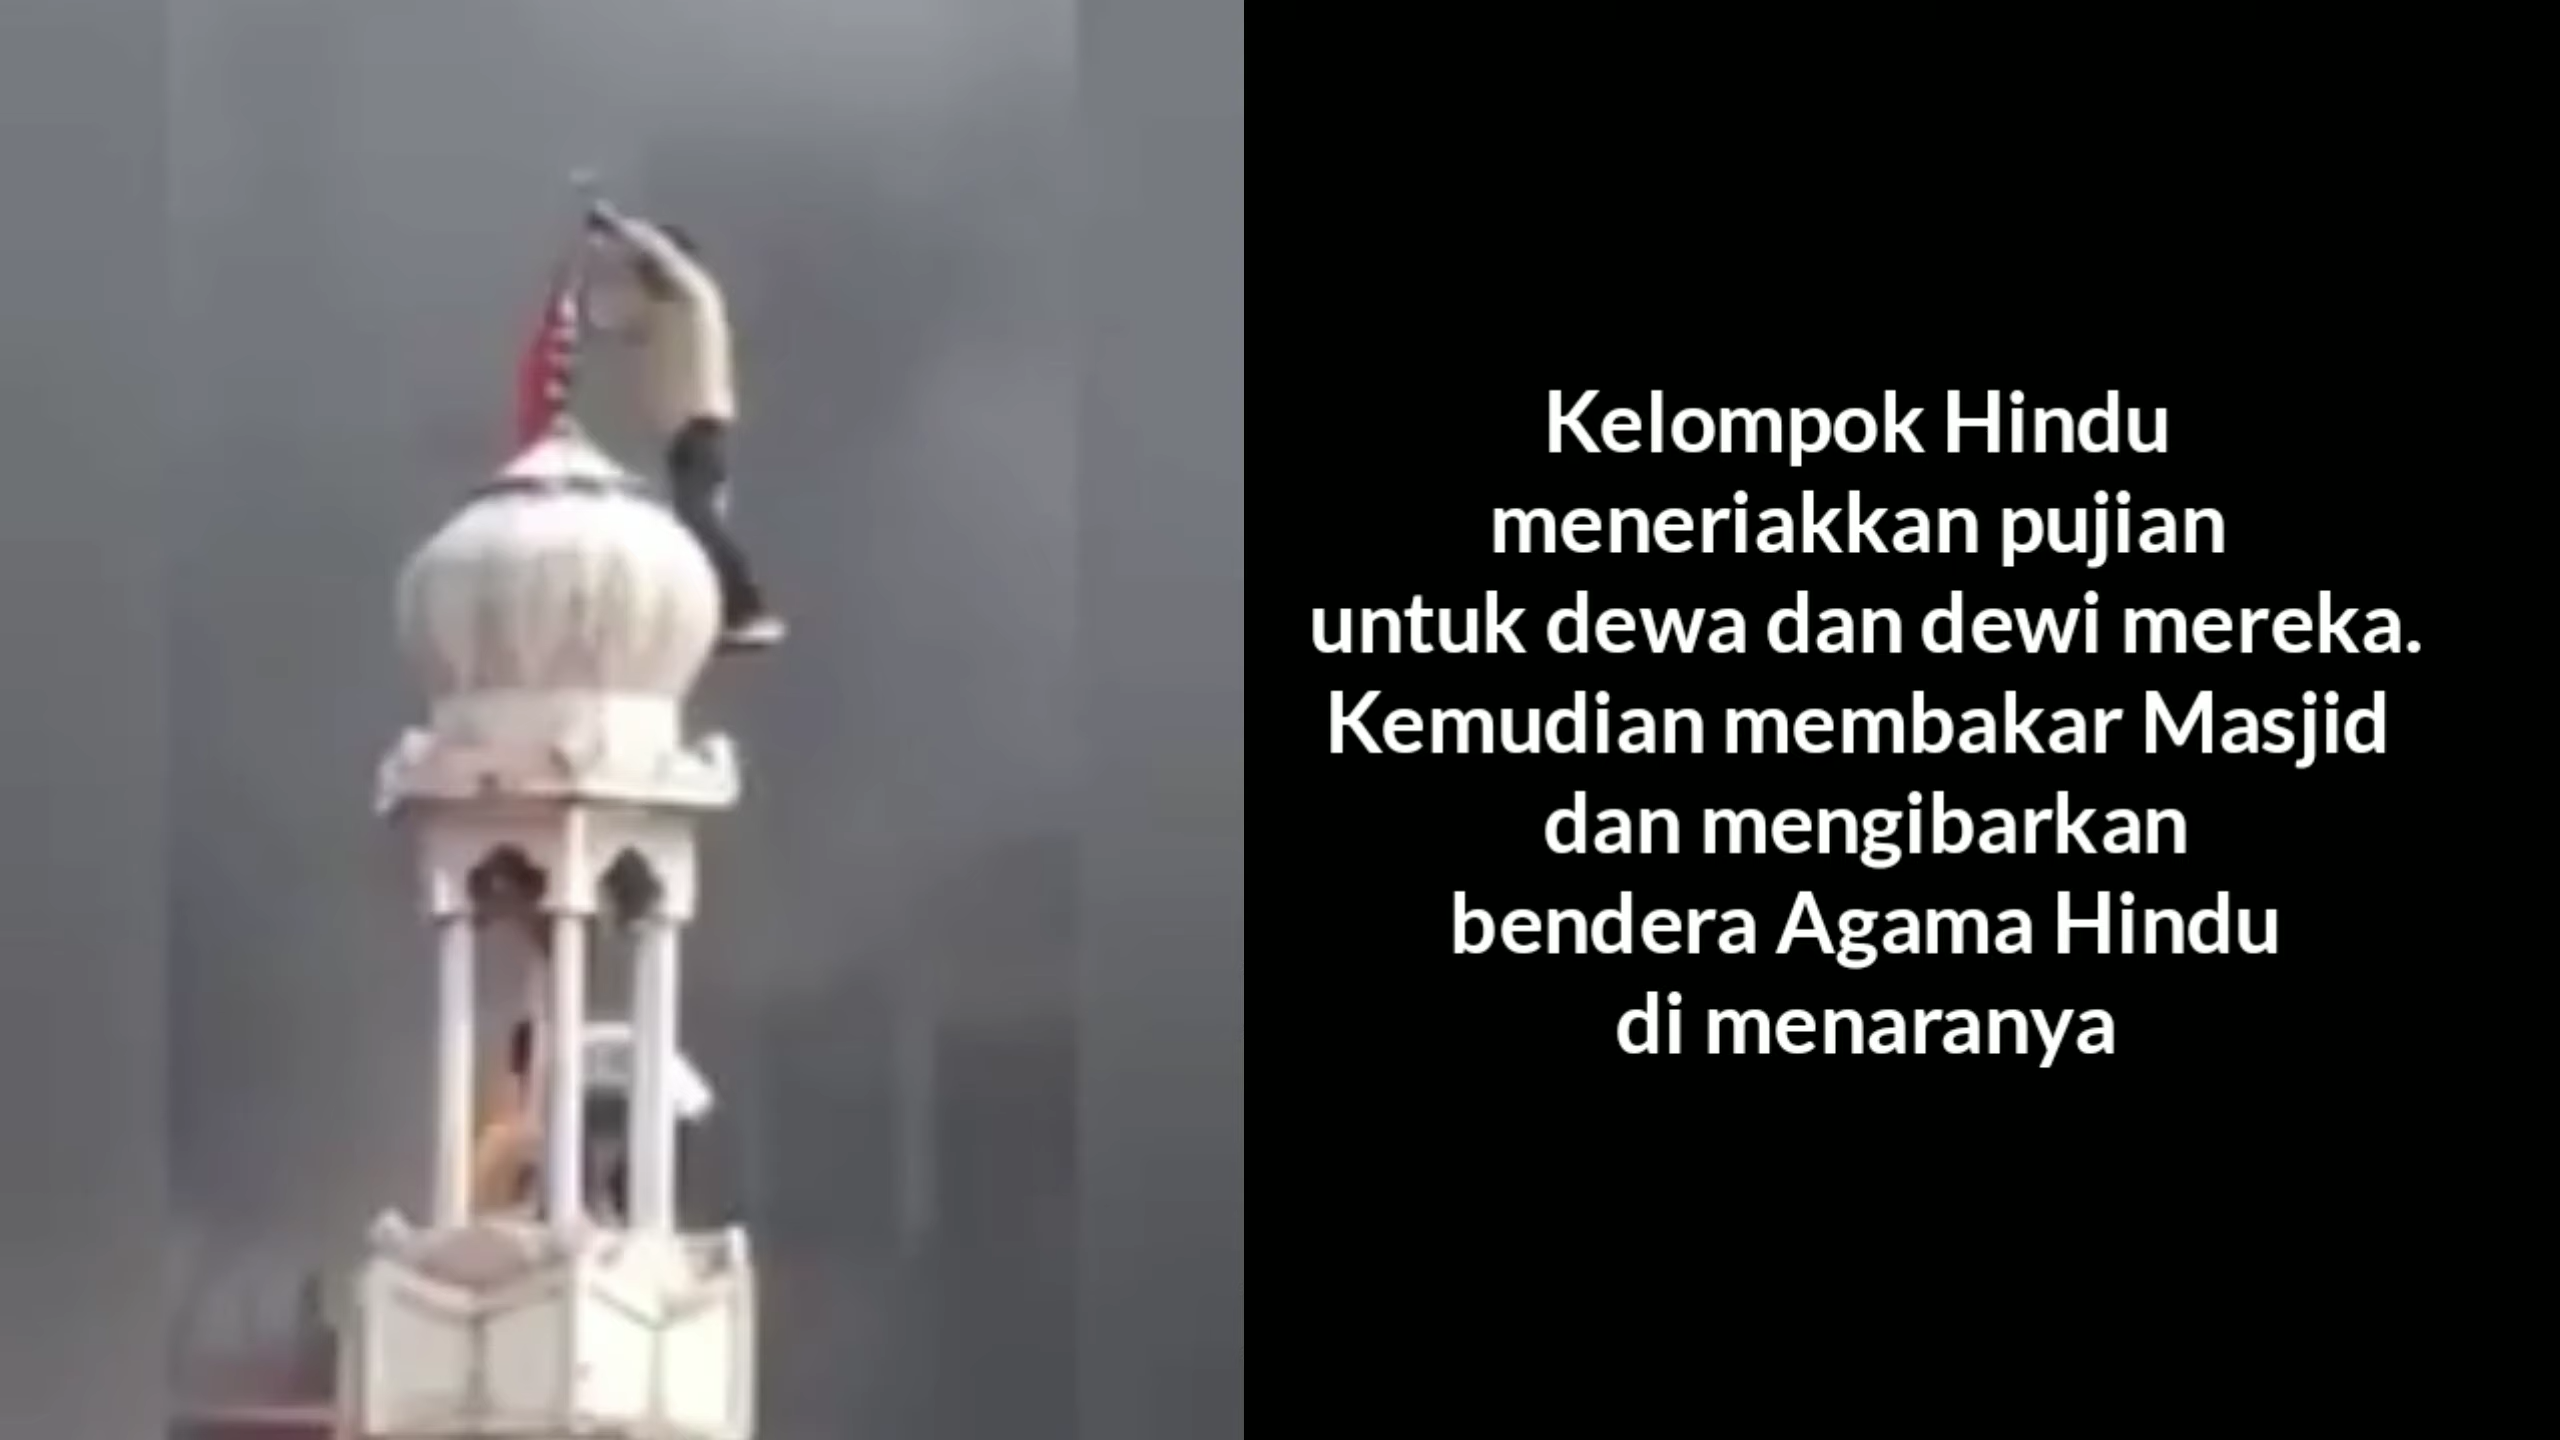 Kelompok Hindu
meneriakkan pujian
untuk dewa dan dewi mereka.
Kemudian membakar Masjid
dan mengibarkan
bendera Agama Hindu
di menaranya